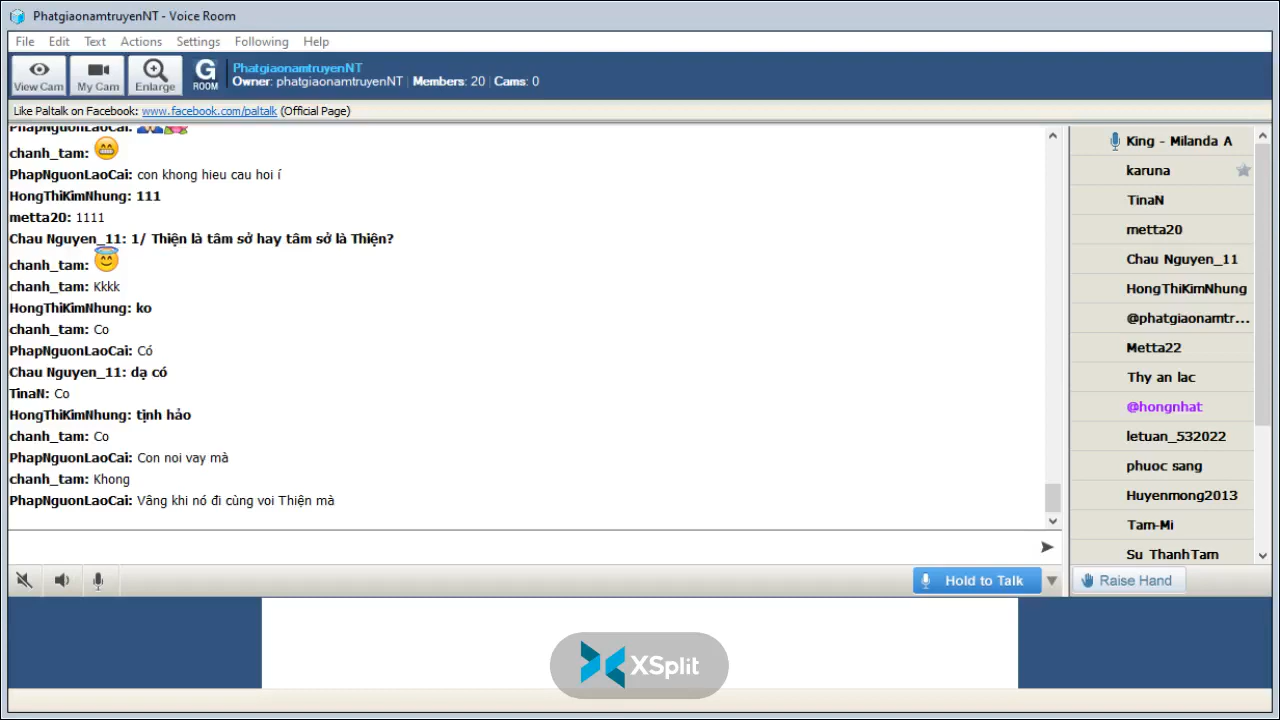 PhatgiaonamtruyenNT - Voice Room
File Edit Text Actions Settings Following Help
View Cam My Cam Enlarge G ROOM
PhatgiaonamtruyenNT
Owner: phatgiaonamtruyenNT | Members: 20 | Cams: 0
Like Paltalk on Facebook: www.facebook.com/paltalk (Official Page)
PhapNguonLaoCai:
chanh_tam:
PhapNguonLaoCai: con khong hieu cau hoi í
HongThiKimNhung: 111
metta20: 1111
Chau Nguyen_11: 1/ Thiện là tâm sở hay tâm sở là Thiện?
chanh_tam:
chanh_tam: Kkkk
HongThiKimNhung: ko
chanh_tam: Co
PhapNguonLaoCai: Có
Chau Nguyen_11: dạ có
TinaN: Co
HongThiKimNhung: tịnh hảo
chanh_tam: Co
PhapNguonLaoCai: Con noi vay mà
chanh_tam: Khong
PhapNguonLaoCai: Vâng khi nó đi cùng voi Thiện mà
King - Milanda A
karuna
TinaN
metta20
Chau Nguyen_11
HongThiKimNhung
@phatgiaonamtr...
Metta22
Thy an lac
@hongnhat
letuan_532022
phuoc sang
Huyenmong2013
Tam-Mi
Su ThanhTam
Hold to Talk
Raise Hand
XSplit